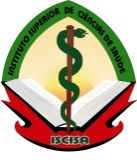 INSTITUTO SUPERIOR DE CIÊNCIAS DE SAÚDE
ISCISA